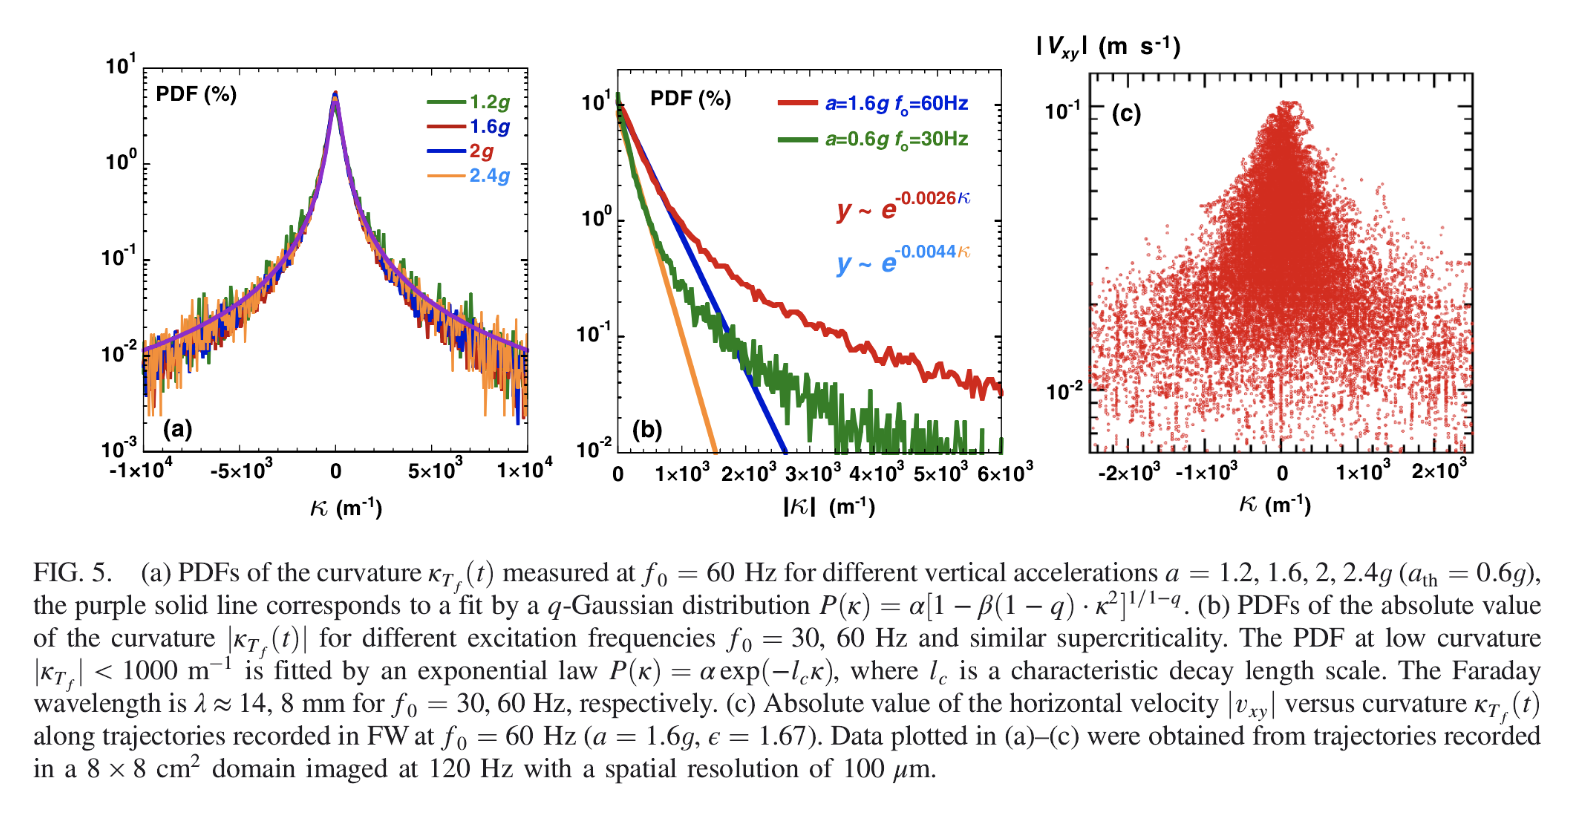 PDF (%)
1.2g
1.6g
2g
2.4g
10¹
10⁰
10⁻¹
10⁻²
10⁻³
(a)
-1×10⁴
-5×10³
0
5×10³
1×10⁴
κ (m⁻¹)
PDF (%)
a=1.6g fₒ=60Hz
a=0.6g fₒ=30Hz
y ~ e^-0.0026κ
y ~ e^-0.0044κ
10¹
10⁰
10⁻¹
10⁻²
(b)
0
1×10³
2×10³
3×10³
4×10³
5×10³
6×10³
|κ| (m⁻¹)
|Vxy| (m s⁻¹)
(c)
10⁻¹
10⁻²
-2×10³
-1×10³
0
1×10³
2×10³
κ (m⁻¹)
FIG. 5. (a) PDFs of the curvature κ_{T_f}(t) measured at f₀ = 60 Hz for different vertical accelerations a = 1.2, 1.6, 2, 2.4g (a_th = 0.6g),
the purple solid line corresponds to a fit by a q-Gaussian distribution P(κ) = α[1 − β(1 − q) · κ²]^{1/1−q}. (b) PDFs of the absolute value
of the curvature |κ_{T_f}(t)| for different excitation frequencies f₀ = 30, 60 Hz and similar supercriticality. The PDF at low curvature
|κ_{T_f}| < 1000 m⁻¹ is fitted by an exponential law P(κ) = α exp(−l_cκ), where l_c is a characteristic decay length scale. The Faraday
wavelength is λ ≈ 14, 8 mm for f₀ = 30, 60 Hz, respectively. (c) Absolute value of the horizontal velocity |v_xy| versus curvature κ_{T_f}(t)
along trajectories recorded in FW at f₀ = 60 Hz (a = 1.6g, ϵ = 1.67). Data plotted in (a)–(c) were obtained from trajectories recorded
in a 8 × 8 cm² domain imaged at 120 Hz with a spatial resolution of 100 μm.